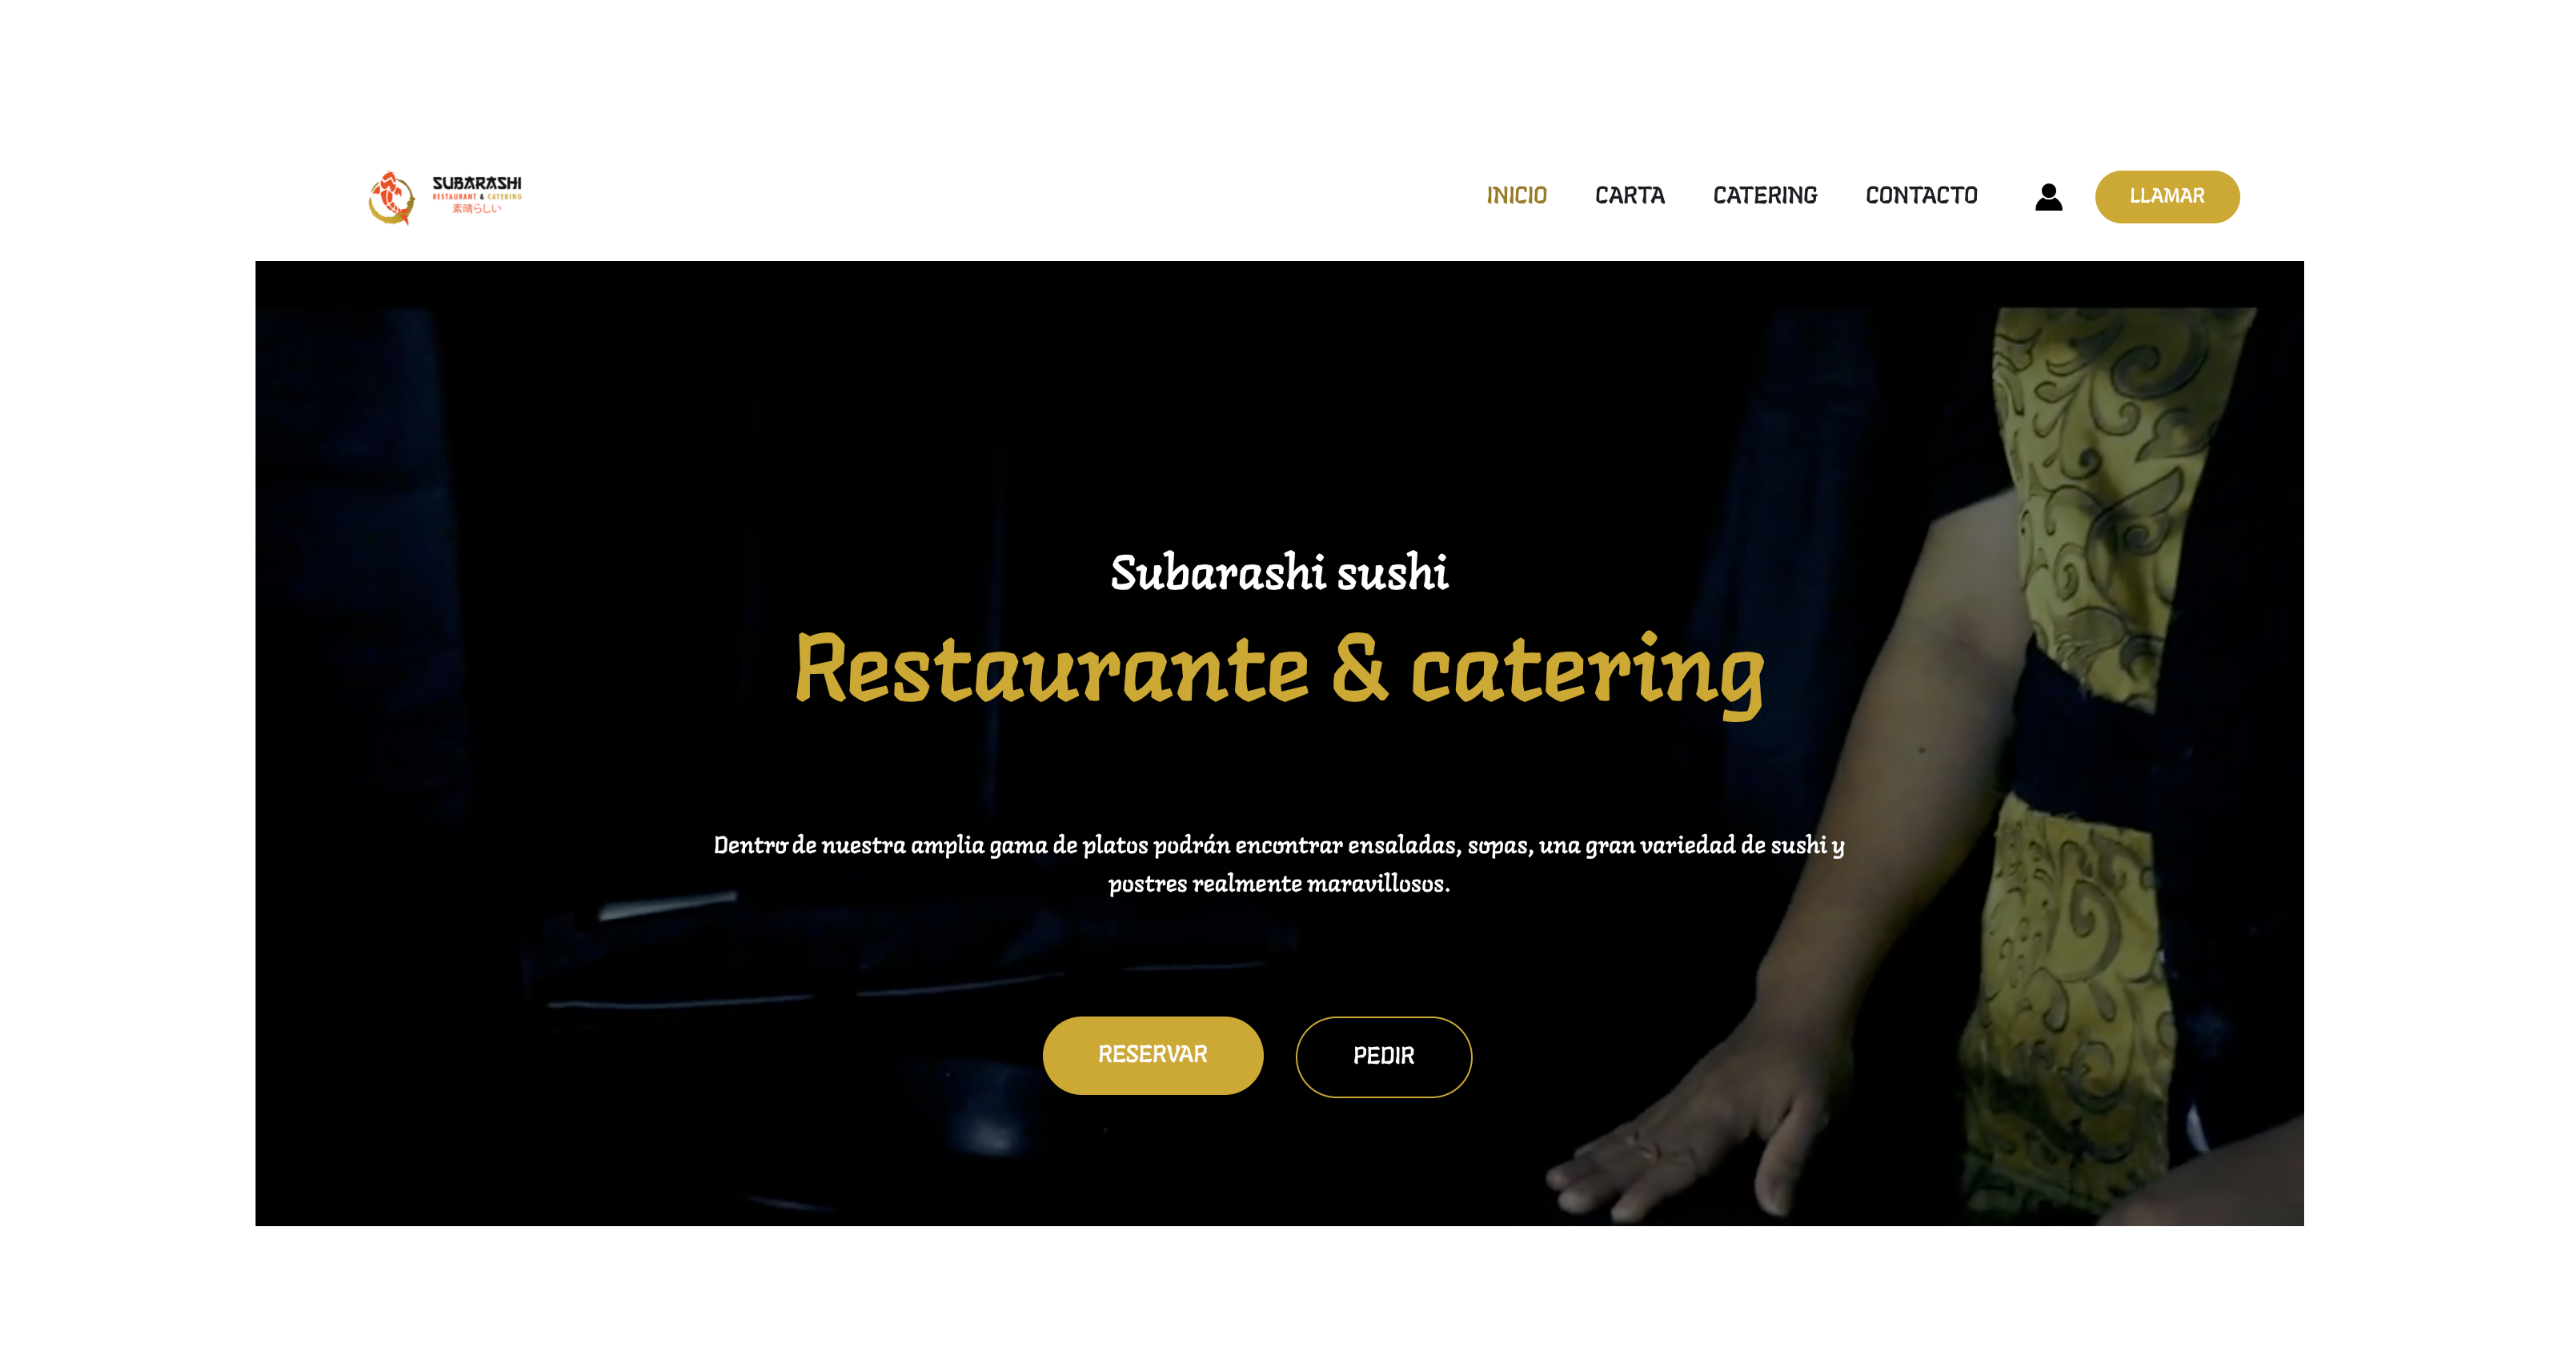 SUBARASHI
RESTAURANT & CATERING
素晴らしい
INICIO CARTA CATERING CONTACTO LLAMAR
Subarashi sushi
Restaurante & catering
Dentro de nuestra amplia gama de platos podrán encontrar ensaladas, sopas, una gran variedad de sushi y
postres realmente maravillosos.
RESERVAR PEDIR